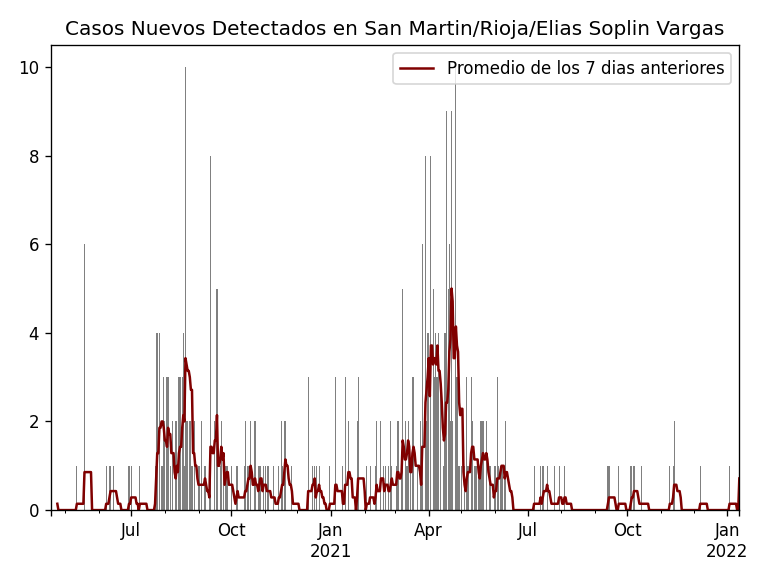 Casos Nuevos Detectados en San Martin/Rioja/Elias Soplin Vargas
Promedio de los 7 dias anteriores
10
8
6
4
2
0
Jul
Oct
Jan
2021
Apr
Jul
Oct
Jan
2022